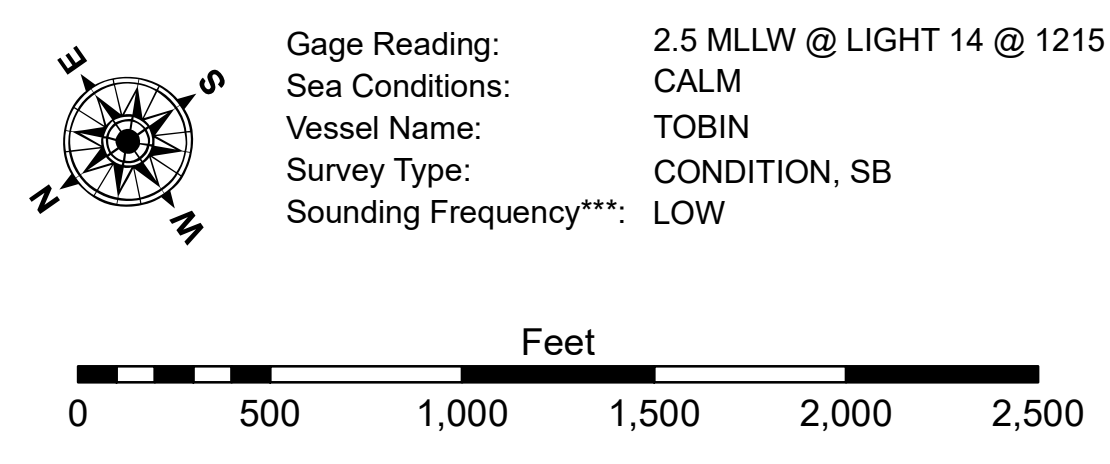 E
S
N
W
Gage Reading: 2.5 MLLW @ LIGHT 14 @ 1215
Sea Conditions: CALM
Vessel Name: TOBIN
Survey Type: CONDITION, SB
Sounding Frequency***: LOW
Feet
0 500 1,000 1,500 2,000 2,500